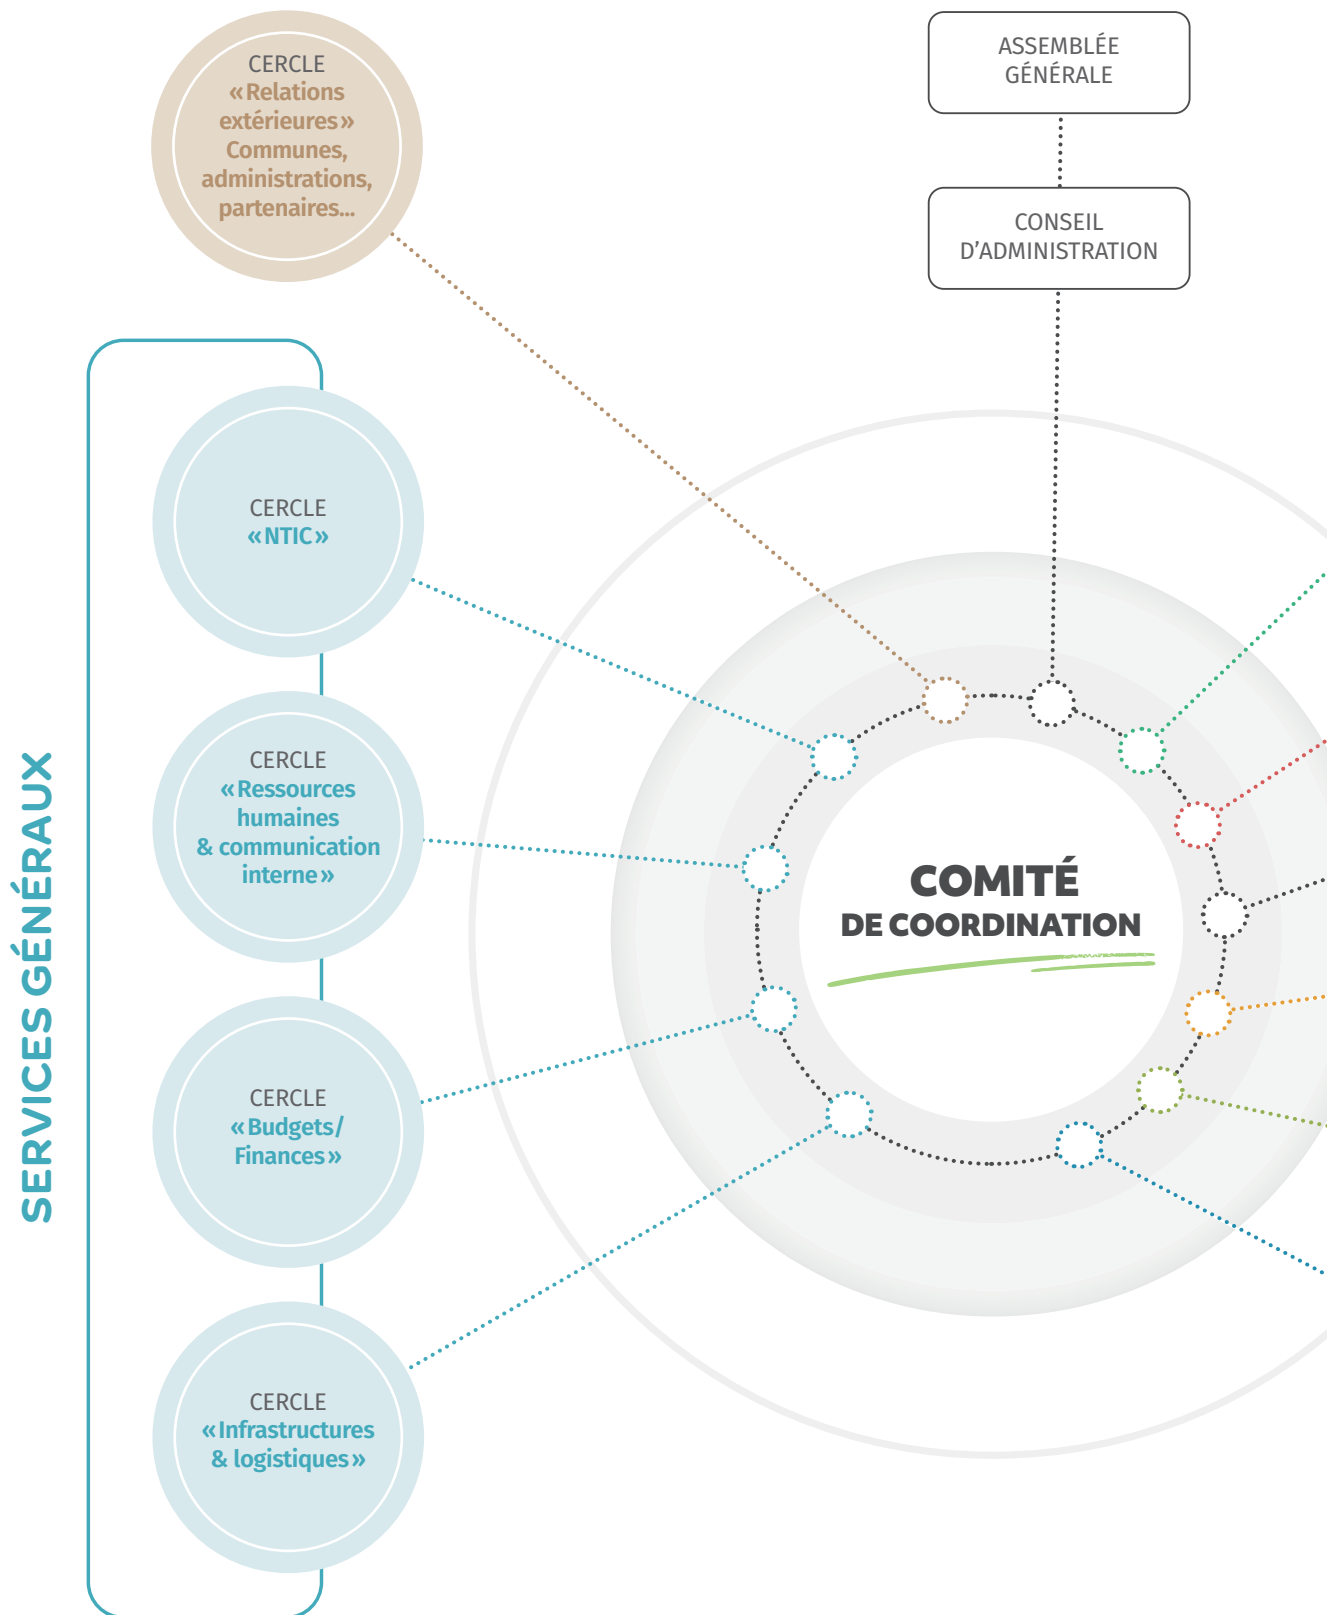 CERCLE
«Relations
extérieures»
Communes,
administrations,
partenaires...
ASSEMBLÉE
GÉNÉRALE
CONSEIL
D'ADMINISTRATION
SERVICES GÉNÉRAUX
CERCLE
«NTIC»
CERCLE
«Ressources
humaines
& communication
interne»
CERCLE
«Budgets/
Finances»
CERCLE
«Infrastructures
& logistiques»
COMITÉ
DE COORDINATION